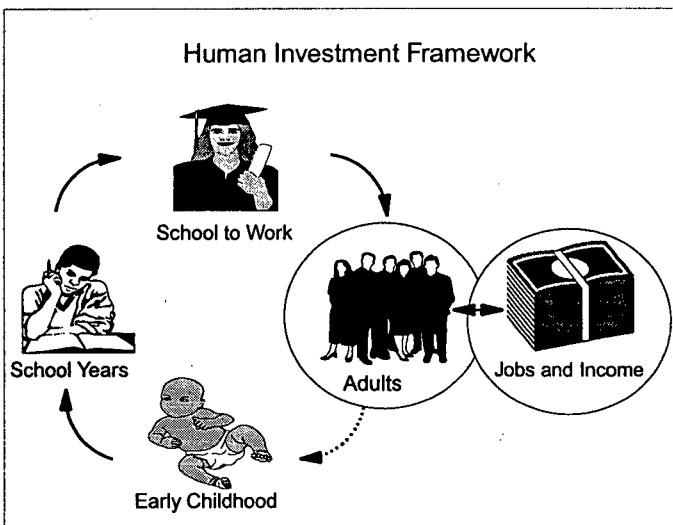 Human Investment Framework
School to Work
School Years
Adults
Jobs and Income
Early Childhood